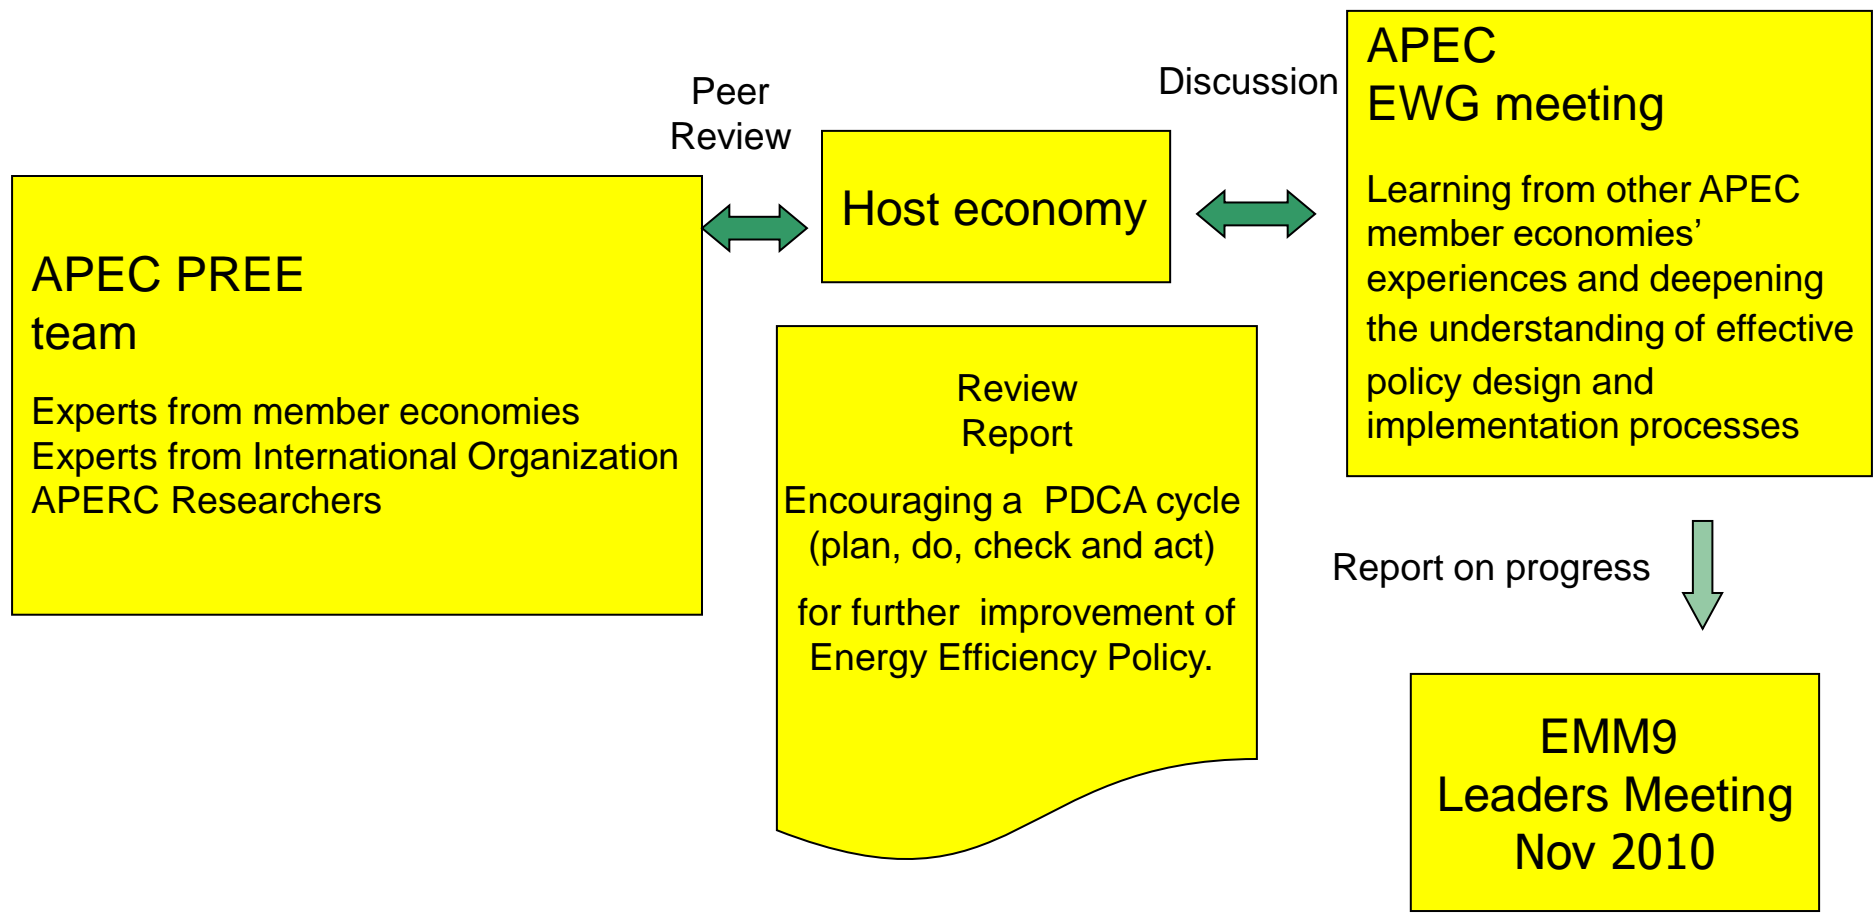 APEC PREE
team
Experts from member economies
Experts from International Organization
APERC Researchers
Peer
Review
Host economy
Review
Report
Encouraging a PDCA cycle
(plan, do, check and act)
for further improvement of
Energy Efficiency Policy.
Discussion
APEC
EWG meeting
Learning from other APEC
member economies’
experiences and deepening
the understanding of effective
policy design and
implementation processes
Report on progress
EMM9
Leaders Meeting
Nov 2010